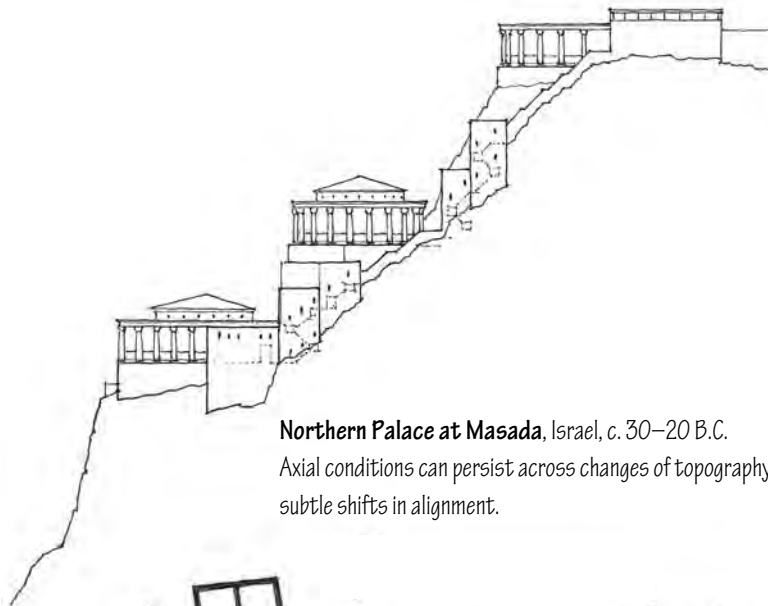 Northern Palace at Masada, Israel, c. 30–20 B.C.
Axial conditions can persist across changes of topography
subtle shifts in alignment.